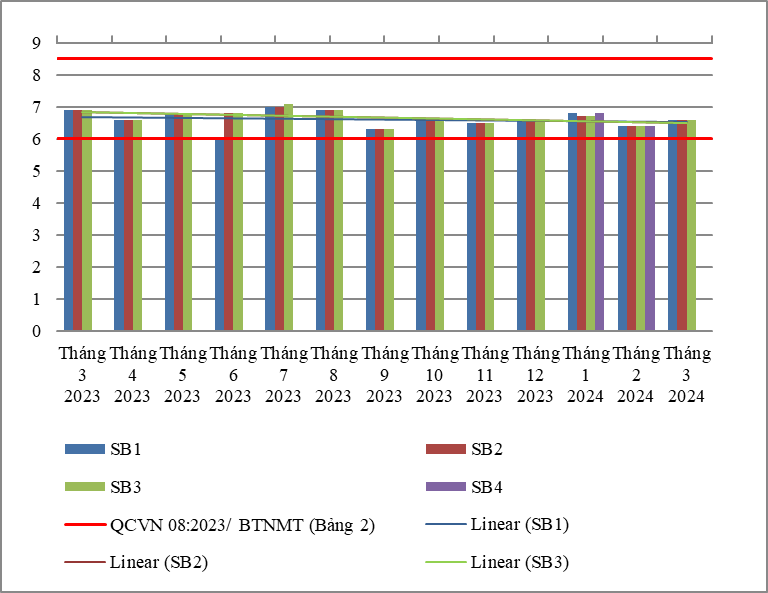 9
8
7
6
5
4
3
2
1
0
Tháng Tháng Tháng Tháng Tháng Tháng Tháng Tháng Tháng Tháng Tháng Tháng Tháng
3 4 5 6 7 8 9 10 11 12 1 2 3
2023 2023 2023 2023 2023 2023 2023 2023 2023 2023 2024 2024 2024
SB1 SB2
SB3 SB4
QCVN 08:2023/ BTNMT (Bảng 2) Linear (SB1)
Linear (SB2) Linear (SB3)